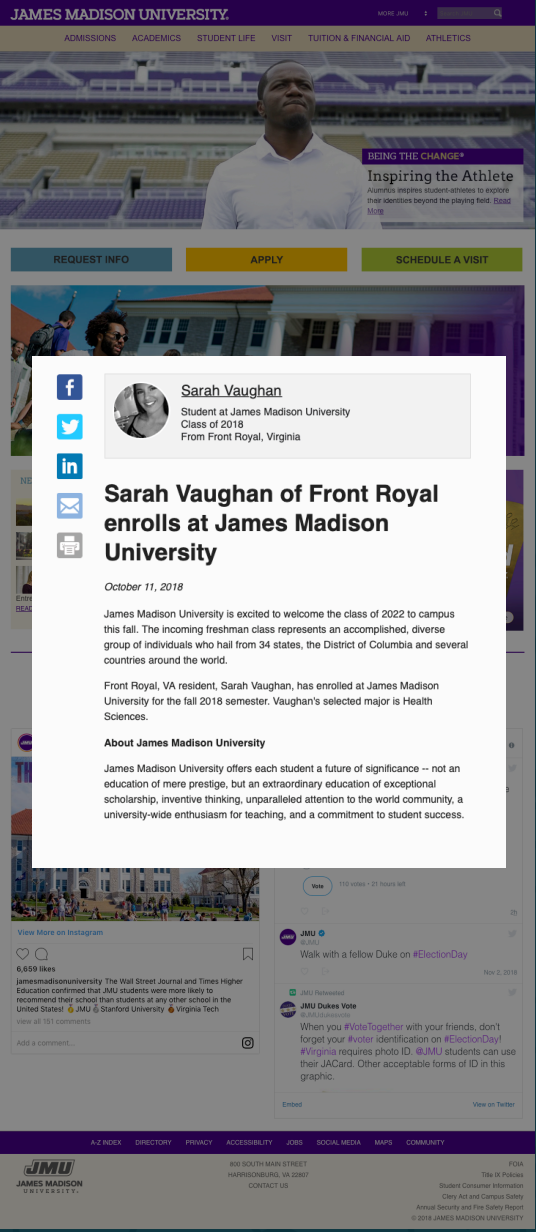 JAMES MADISON UNIVERSITY.
MORE JMU
ADMISSIONS ACADEMICS STUDENT LIFE VISIT TUITION & FINANCIAL AID ATHLETICS
BEING THE CHANGE®
Inspiring the Athlete
Alumnus inspires student-athletes to explore
their identities beyond the playing field. Read
More
REQUEST INFO APPLY SCHEDULE A VISIT
Sarah Vaughan
Student at James Madison University
Class of 2018
From Front Royal, Virginia
NE
Sarah Vaughan of Front Royal
enrolls at James Madison
University
October 11, 2018
Entre
READ
James Madison University is excited to welcome the class of 2022 to campus
this fall. The incoming freshman class represents an accomplished, diverse
group of individuals who hail from 34 states, the District of Columbia and several
countries around the world.
Front Royal, VA resident, Sarah Vaughan, has enrolled at James Madison
University for the fall 2018 semester. Vaughan's selected major is Health
Sciences.
About James Madison University
James Madison University offers each student a future of significance -- not an
education of mere prestige, but an extraordinary education of exceptional
scholarship, inventive thinking, unparalleled attention to the world community, a
university-wide enthusiasm for teaching, and a commitment to student success.
View More on Instagram
6,659 likes
jamesmadisonuniversity The Wall Street Journal and Times Higher
Education confirmed that JMU students were more likely to
recommend their school than students at any other school in the
United States! 🥇JMU 🥈Stanford University 🥉Virginia Tech
view all 151 comments
Add a comment...
Vote 110 votes • 21 hours left
JMU
@JMU
Walk with a fellow Duke on #ElectionDay
Nov 2, 2018
JMU Retweeted
JMU Dukes Vote
@JMUdukesvote
When you #VoteTogether with your friends, don't
forget your #voter identification on #ElectionDay!
#Virginia requires photo ID. @JMU students can use
their JACard. Other acceptable forms of ID in this
graphic.
Embed View on Twitter
A-Z INDEX DIRECTORY PRIVACY ACCESSIBILITY JOBS SOCIAL MEDIA MAPS COMMUNITY
JMU
JAMES MADISON
UNIVERSITY.
800 SOUTH MAIN STREET
HARRISONBURG, VA 22807
CONTACT US
FOIA
Title IX Policies
Student Consumer Information
Clery Act and Campus Safety
Annual Security and Fire Safety Report
© 2018 JAMES MADISON UNIVERSITY